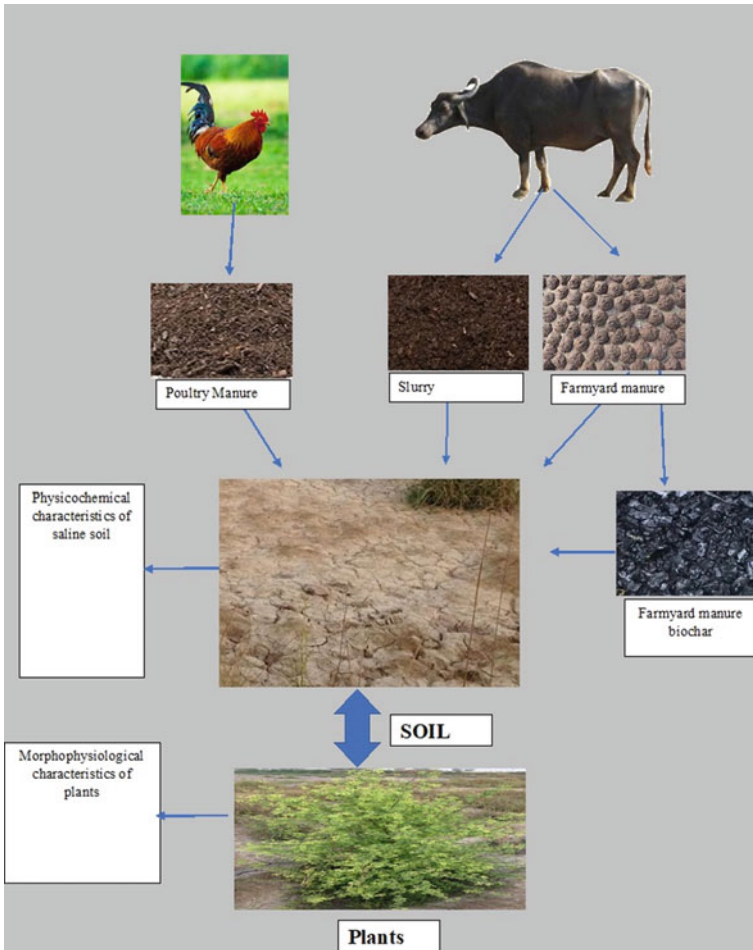 Poultry Manure
Slurry
Farmyard manure
Physicochemical
characteristics of
saline soil
Farmyard manure
biochar
SOIL
Morphophysiological
characteristics of
plants
Plants